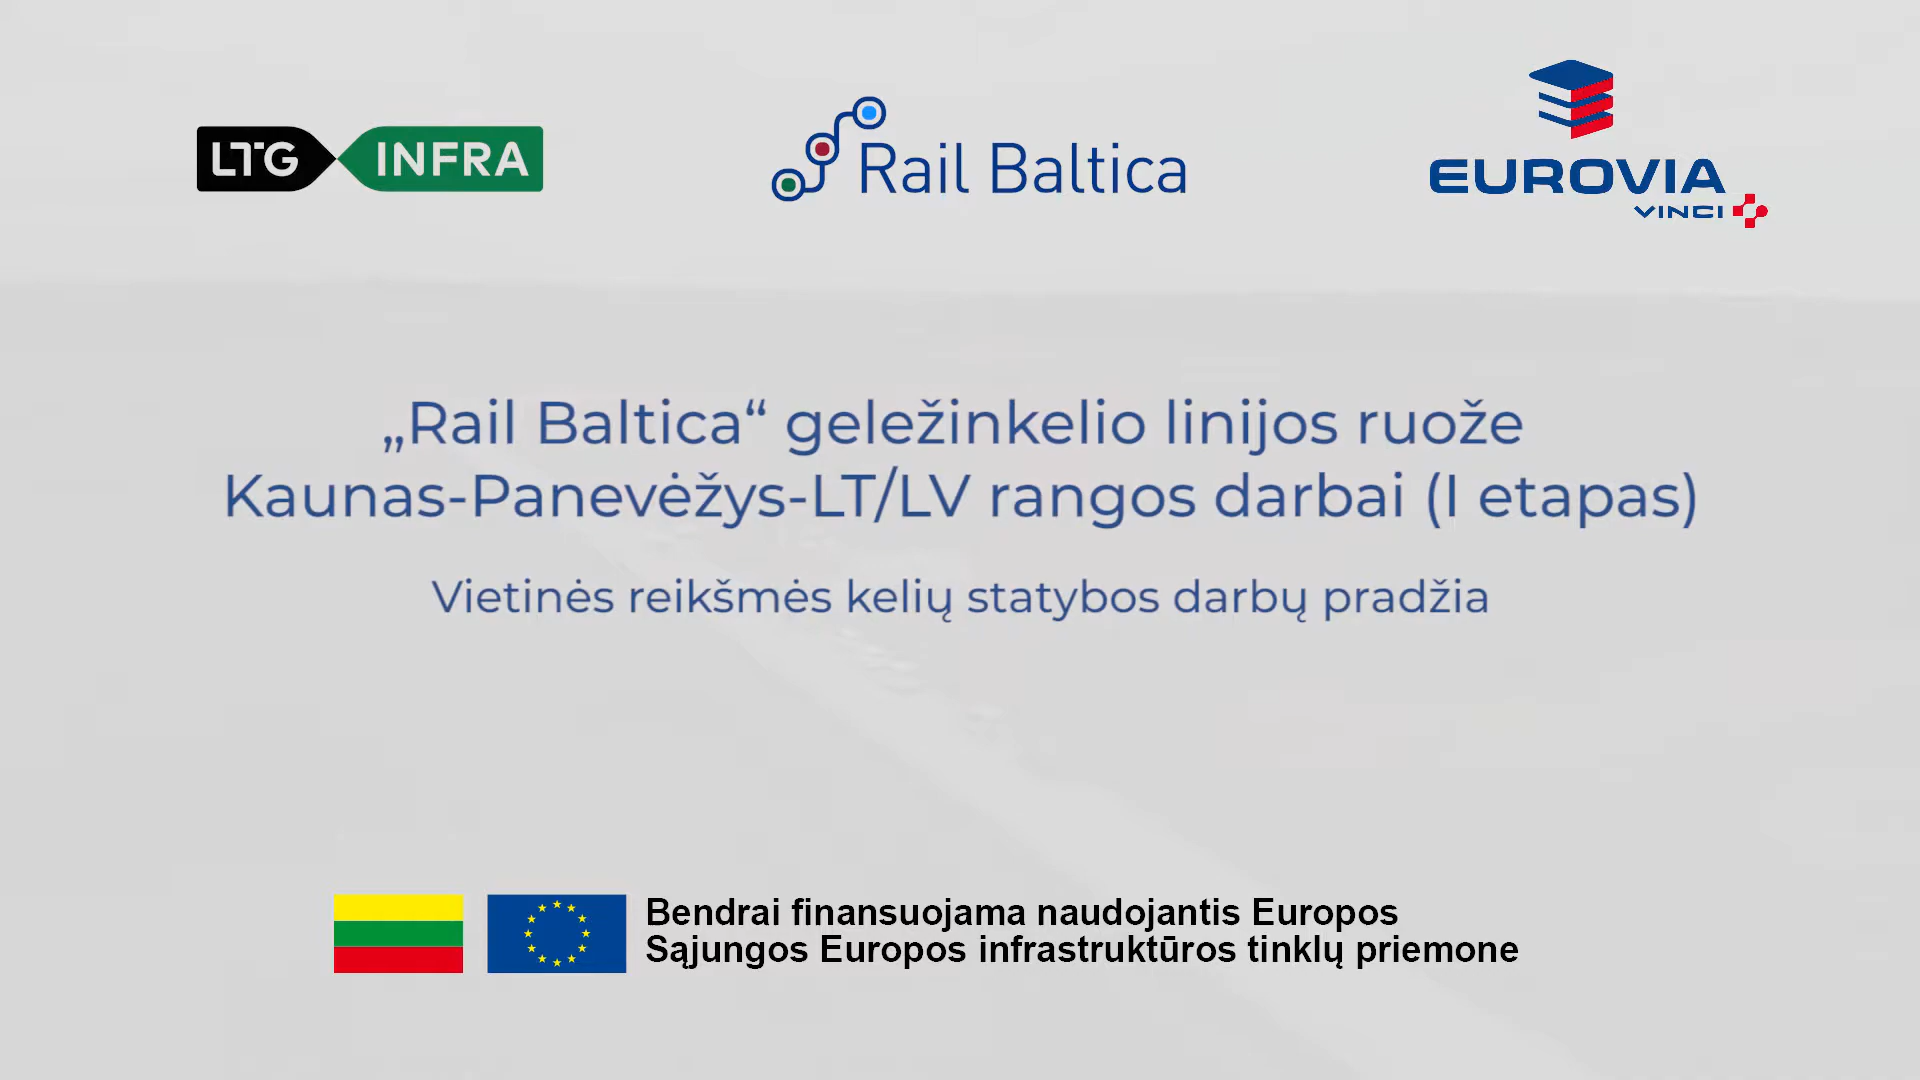 LTG INFRA
Rail Baltica
EUROVIA
VINCI
„Rail Baltica“ geležinkelio linijos ruože
Kaunas-Panevėžys-LT/LV rangos darbai (I etapas)
Vietinės reikšmės kelių statybos darbų pradžia
Bendrai finansuojama naudojantis Europos
Sąjungos Europos infrastruktūros tinklų priemone